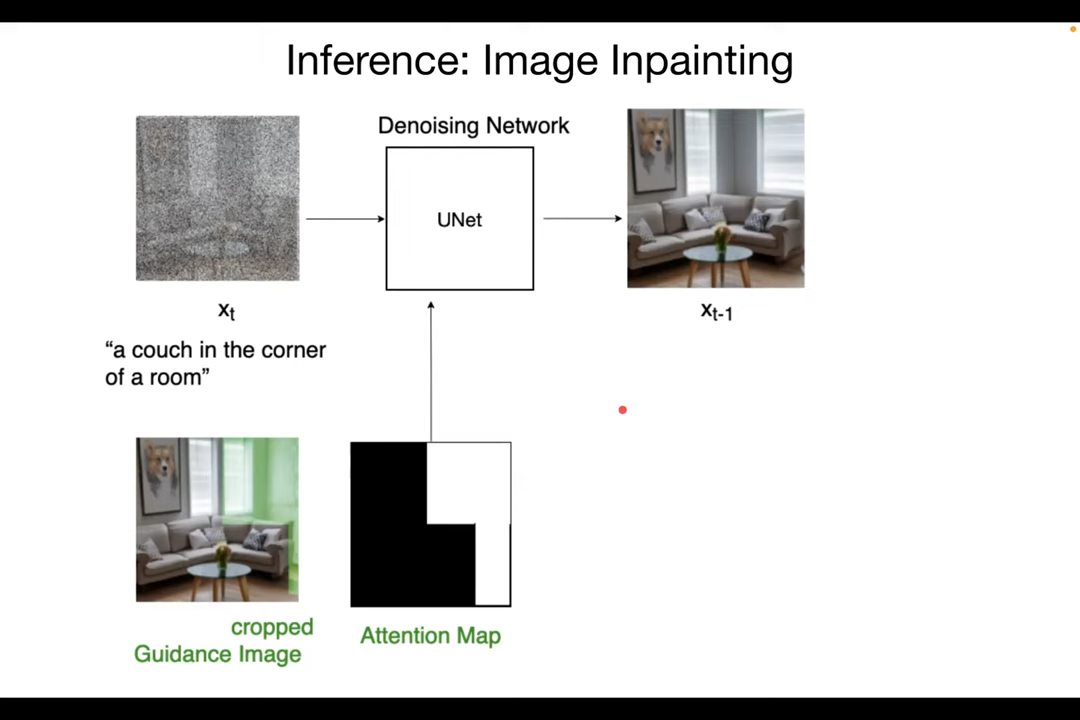 Inference: Image Inpainting
Denoising Network
UNet
xt
xt-1
“a couch in the corner
of a room”
cropped
Guidance Image
Attention Map